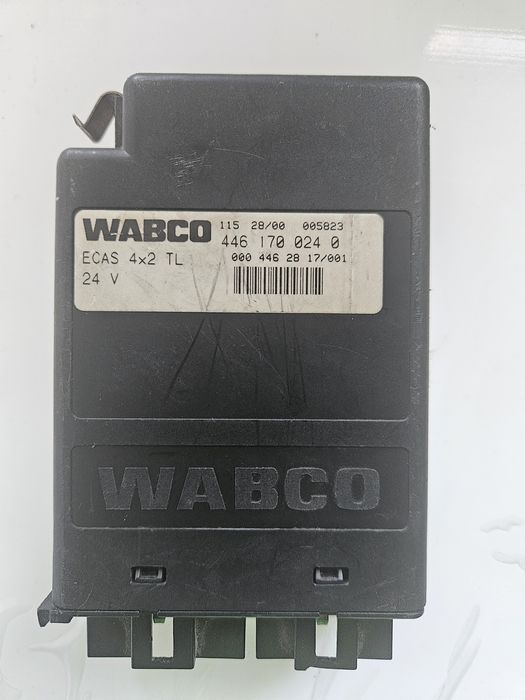 WABCO 115 28/00 005823
446 170 024 0
ECAS 4x2 TL 000 446 28 17/001
24 V
WABCO